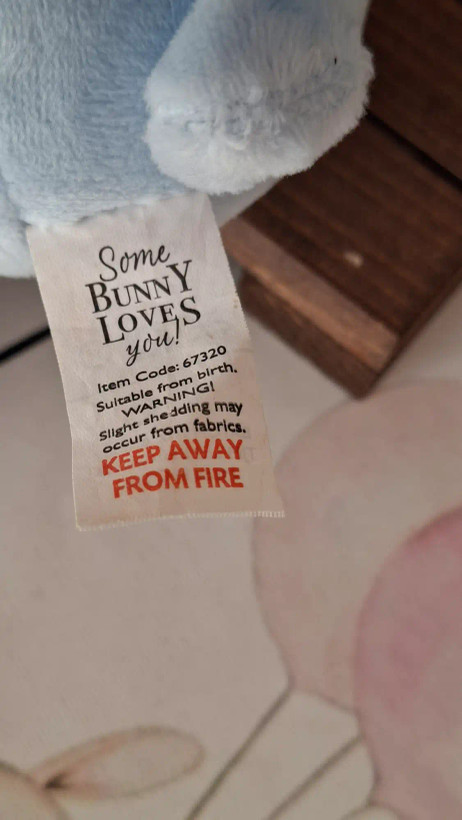 Some
BUNNY
LOVES
you!
Item Code: 67320
Suitable from birth.
WARNING!
Slight shedding may
occur from fabrics.
KEEP AWAY
FROM FIRE